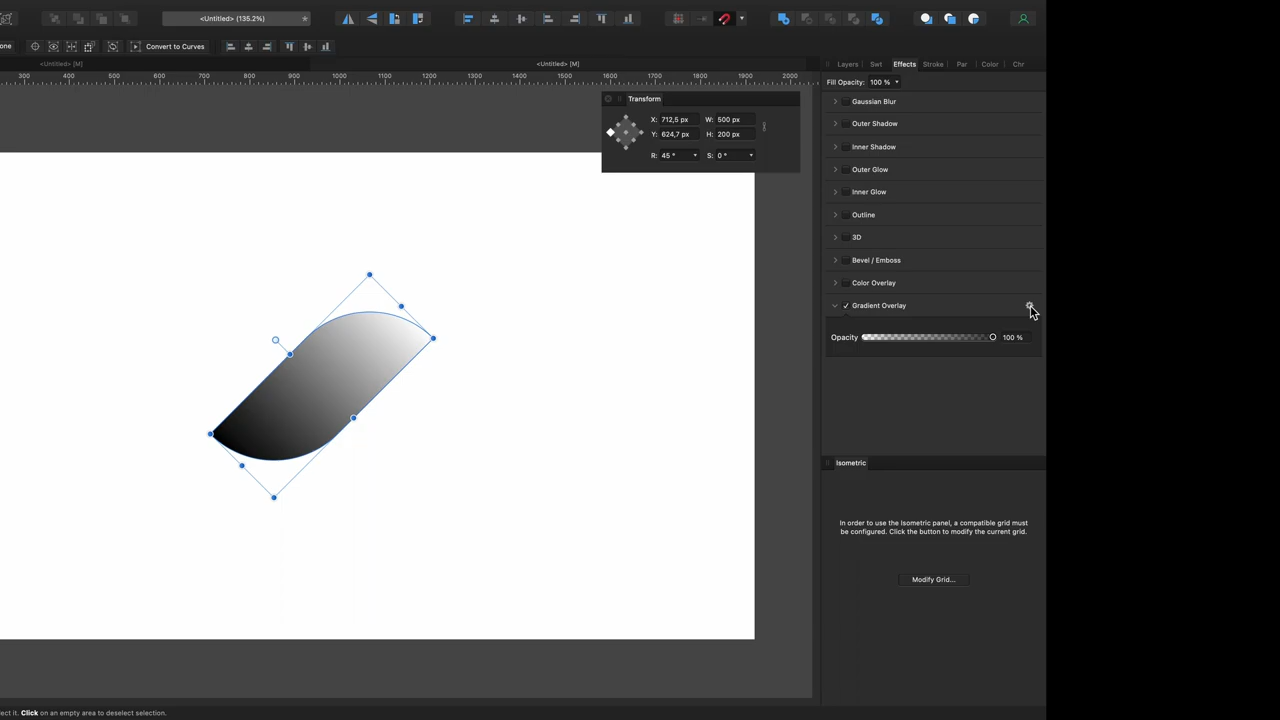 <Untitled> (135.2%)
one
Convert to Curves
<Untitled> [M]
<Untitled> [M]
300 400 500 600 700 800 900 1000 1100 1200 1300 1400 1500 1600 1700 1800 1900 2000
Transform
X: 712,5 px W: 500 px
Y: 624,7 px H: 200 px
R: 45 ° S: 0 °
Layers Swt Effects Stroke Par Color Chr
Fill Opacity: 100 %
Gaussian Blur
Outer Shadow
Inner Shadow
Outer Glow
Inner Glow
Outline
3D
Bevel / Emboss
Color Overlay
Gradient Overlay
Opacity 100 %
Isometric
In order to use the Isometric panel, a compatible grid must
be configured. Click the button to modify the current grid.
Modify Grid...
lect it. Click on an empty area to deselect selection.